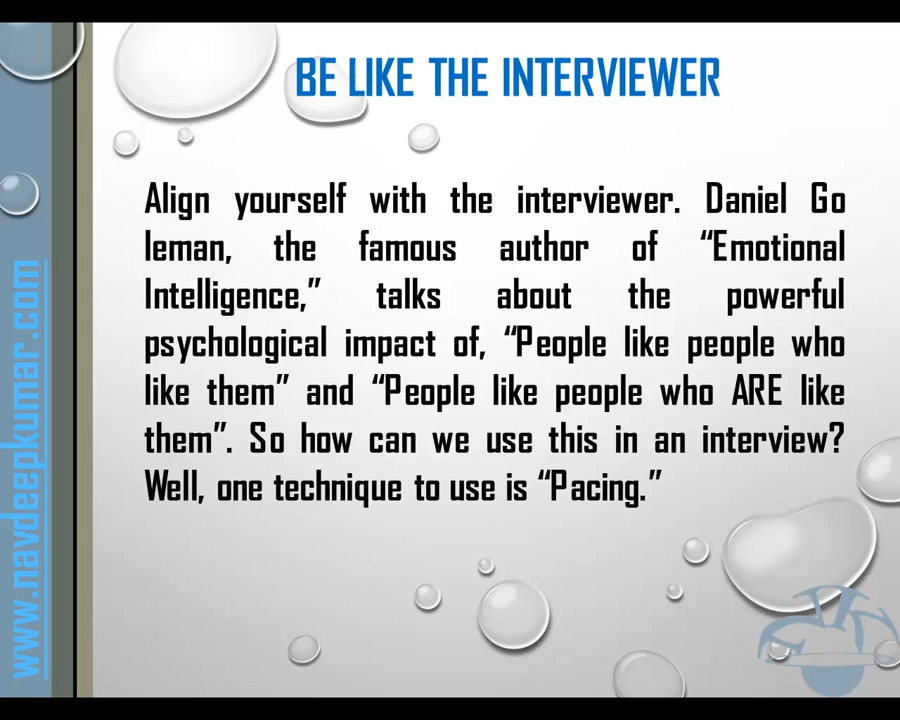 BE LIKE THE INTERVIEWER
Align yourself with the interviewer. Daniel Go
leman, the famous author of “Emotional
Intelligence,” talks about the powerful
psychological impact of, “People like people who
like them” and “People like people who ARE like
them”. So how can we use this in an interview?
Well, one technique to use is “Pacing.”
www.navdeepkumar.com